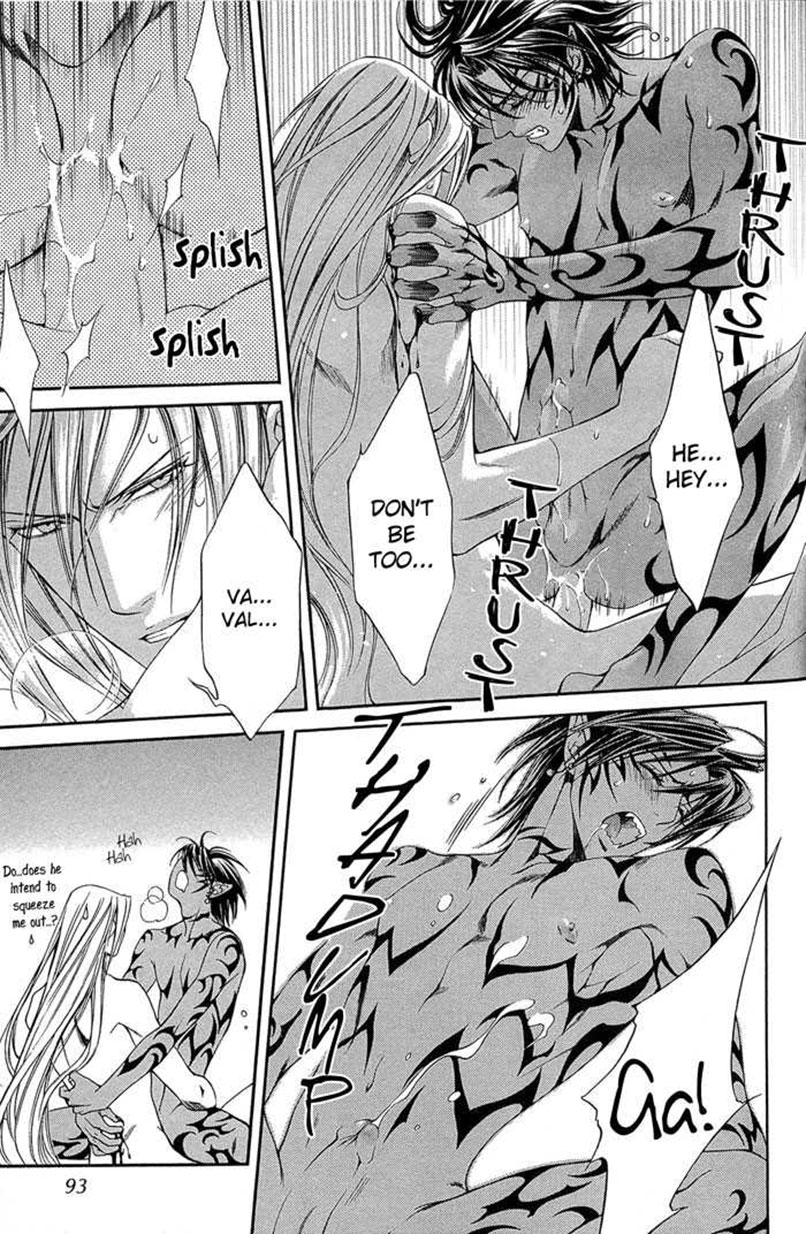 THRUST
HE...
HEY...
DON'T
BE
TOO...
THRUST
splish
splish
VA...
VAL...
THADUMP
Ga!
Hah
Hah
Do...does he
intend to
squeeze
me out...?
93